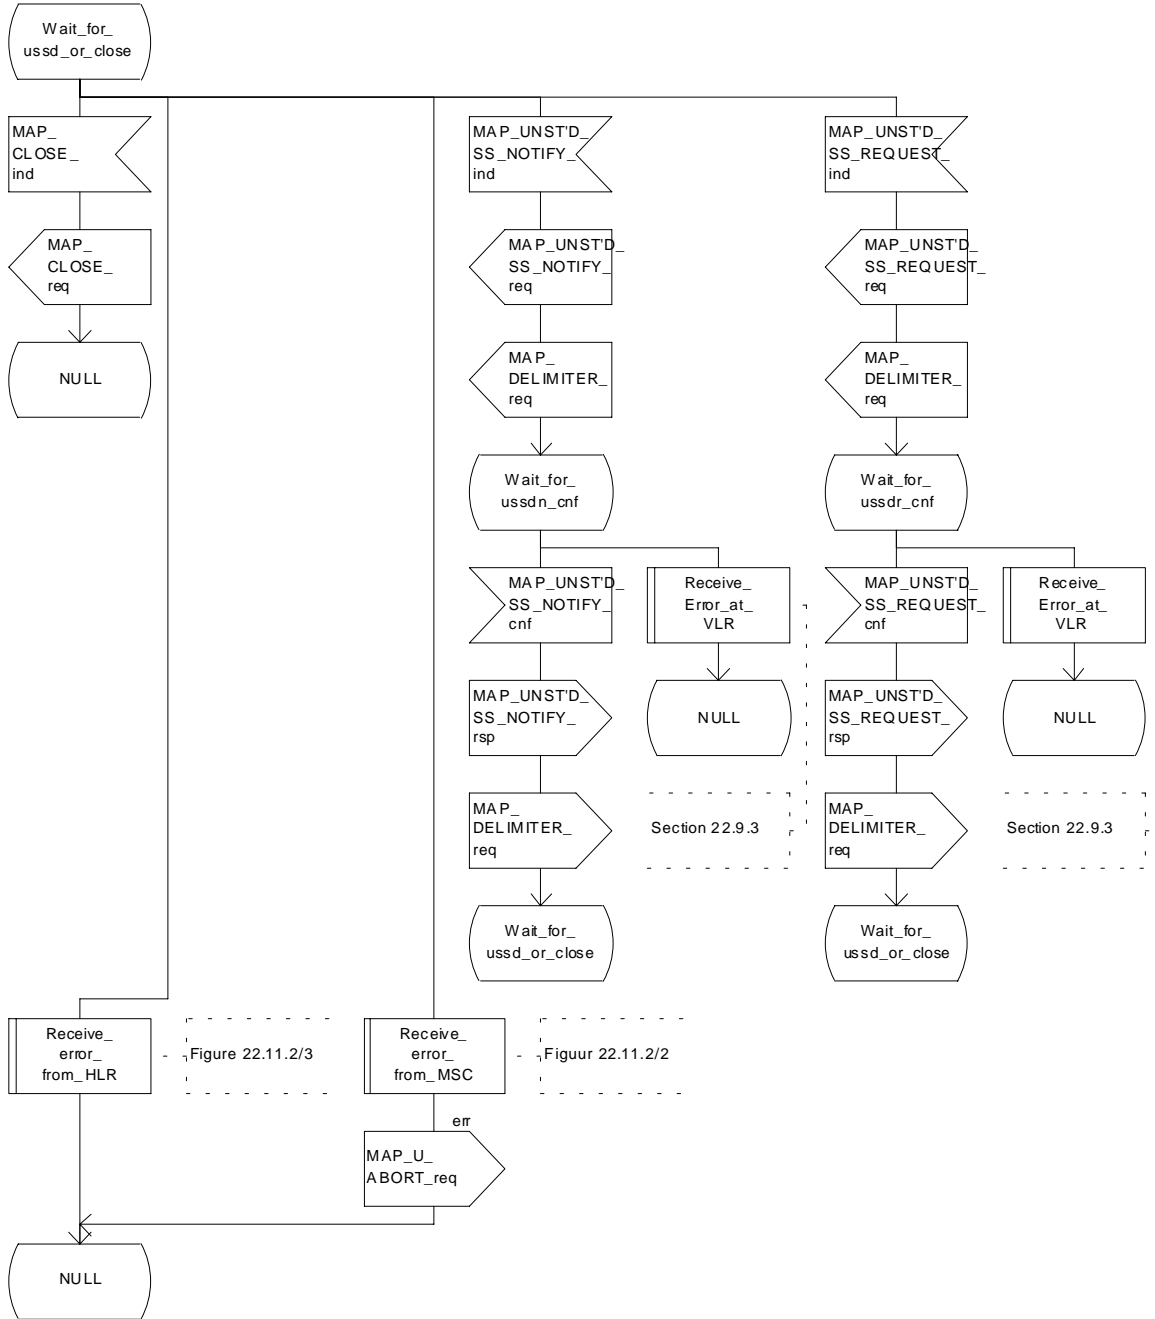 Wait_for_
ussd_or_close
MAP_
CLOSE_
ind
MAP_UNST'D_
SS_NOTIFY_
ind
MAP_UNST'D_
SS_REQUEST_
ind
MAP_
CLOSE_
req
MAP_UNST'D_
SS_NOTIFY_
req
MAP_UNST'D_
SS_REQUEST_
req
NULL
MAP_
DELIMITER_
req
MAP_
DELIMITER_
req
Wait_for_
ussdn_cnf
Wait_for_
ussdr_cnf
MAP_UNST'D_
SS_NOTIFY_
cnf
Receive_
Error_at_
VLR
MAP_UNST'D_
SS_REQUEST_
cnf
Receive_
Error_at_
VLR
MAP_UNST'D_
SS_NOTIFY_
rsp
NULL
MAP_UNST'D_
SS_REQUEST_
rsp
NULL
MAP_
DELIMITER_
req
Section 22.9.3
MAP_
DELIMITER_
req
Section 22.9.3
Wait_for_
ussd_or_close
Wait_for_
ussd_or_close
Receive_
error_
from_HLR
Figure 22.11.2/3
Receive_
error_
from_MSC
Figuur 22.11.2/2
err
MAP_U_
ABORT_req
NULL